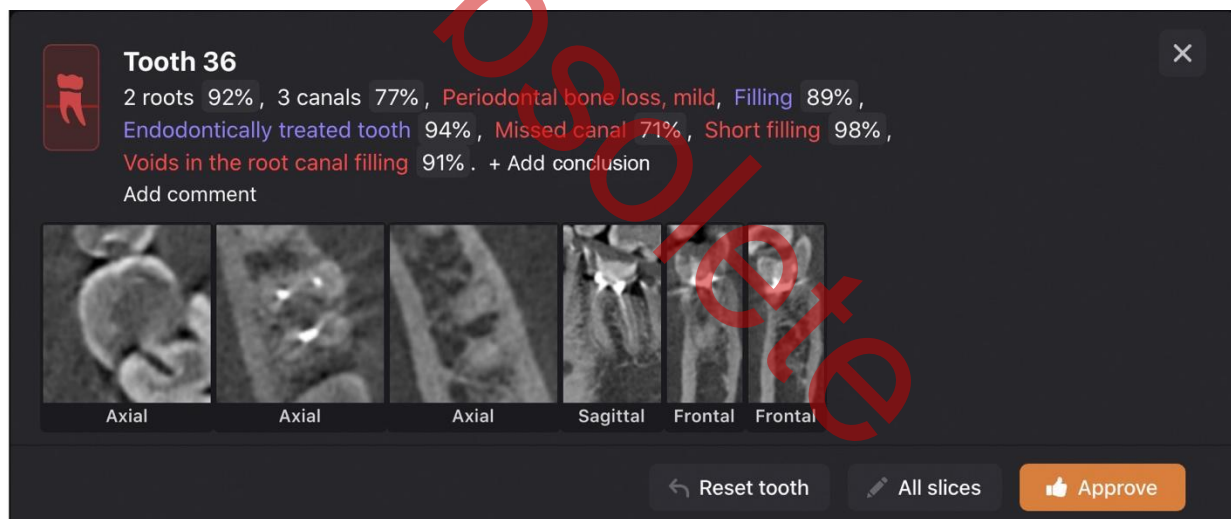 Tooth 36
2 roots 92%, 3 canals 77%, Periodontal bone loss, mild, Filling 89%,
Endodontically treated tooth 94%, Missed canal 71%, Short filling 98%,
Voids in the root canal filling 91%. + Add conclusion
Add comment
Axial Axial Axial Sagittal Frontal Frontal
Reset tooth All slices Approve